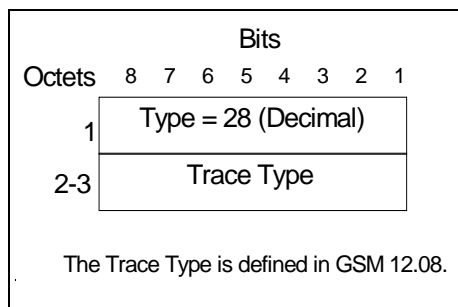 Bits
Octets 8 7 6 5 4 3 2 1
1 Type = 28 (Decimal)
2-3 Trace Type
The Trace Type is defined in GSM 12.08.
.